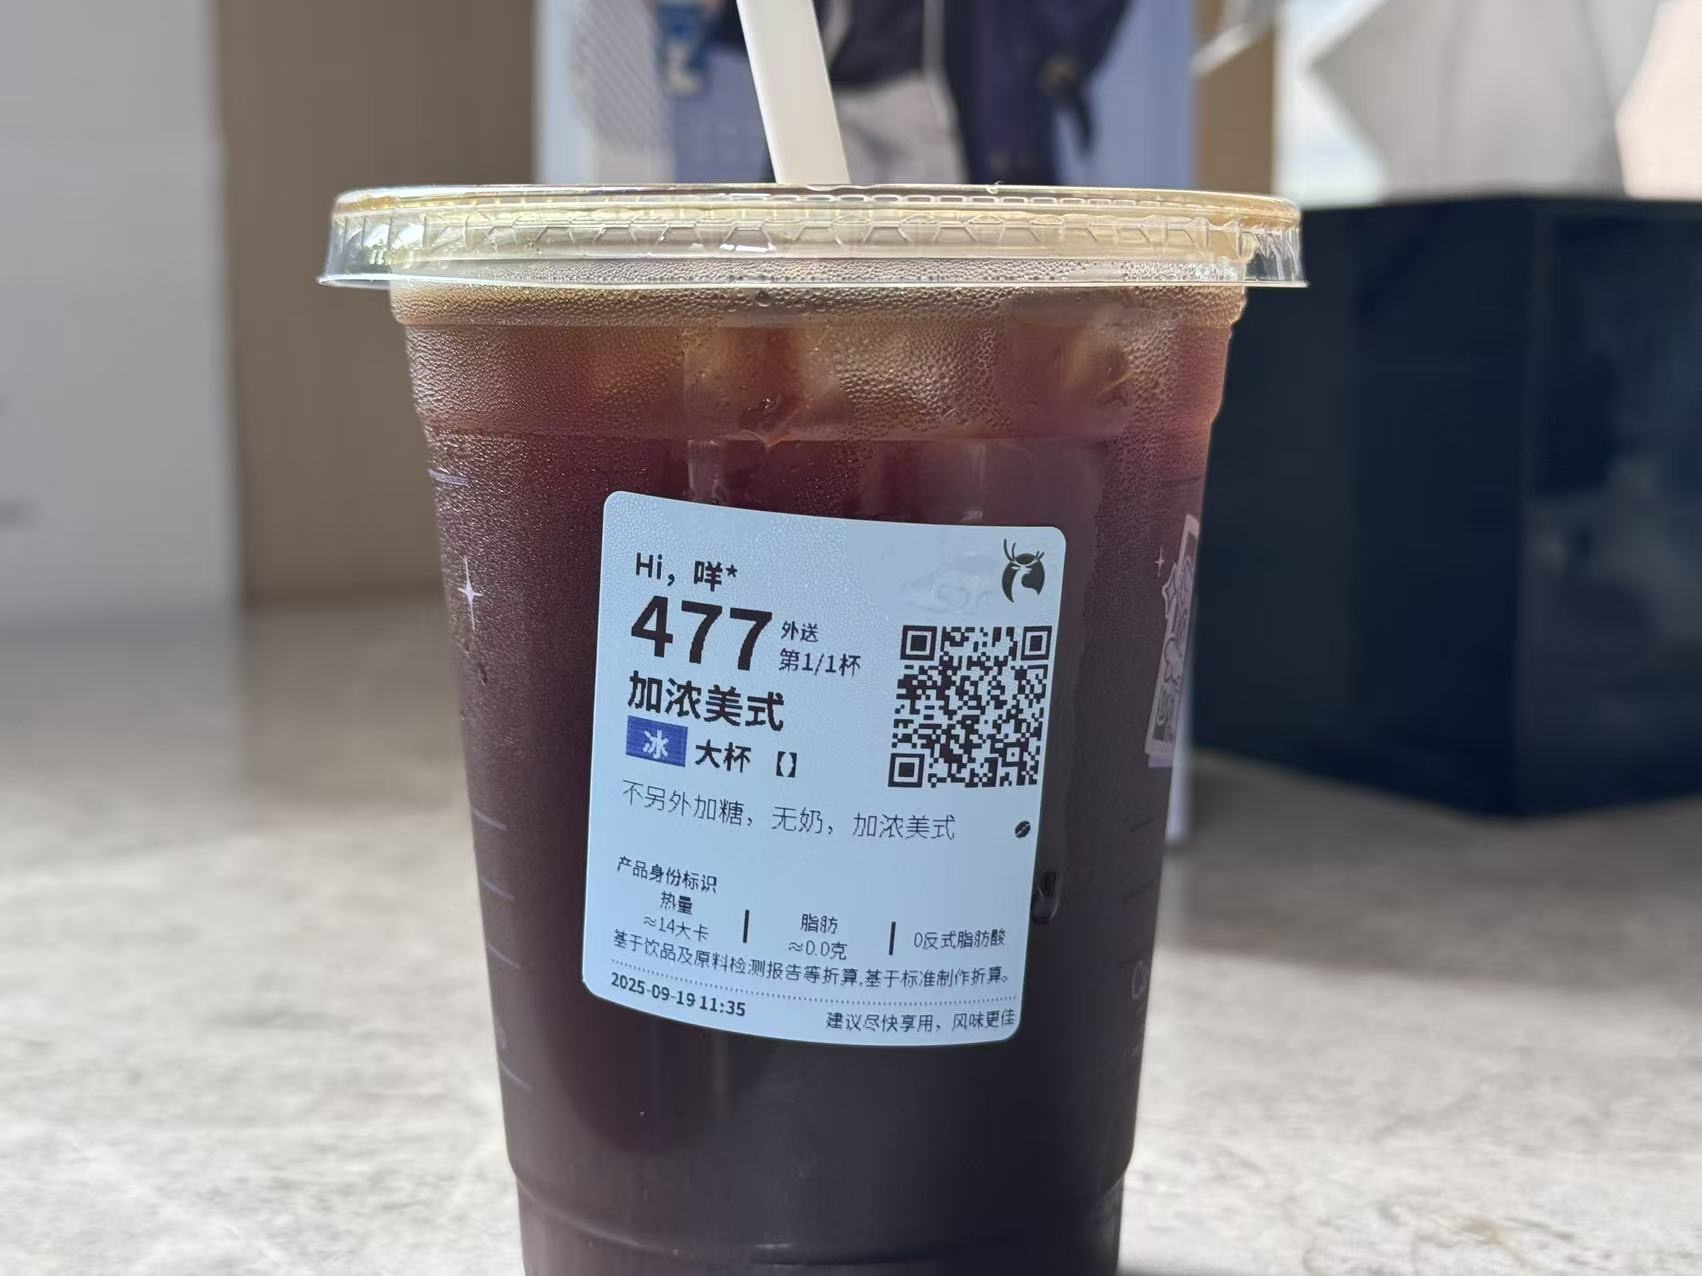 Hi，咩*
477 外送
第1/1杯
加浓美式
冰 大杯 【】
不另外加糖，无奶，加浓美式
产品身份标识
热量
≈14大卡
脂肪
≈0.0克
0反式脂肪酸
基于饮品及原料检测报告等折算,基于标准制作折算。
2025-09-19 11:35
建议尽快享用，风味更佳